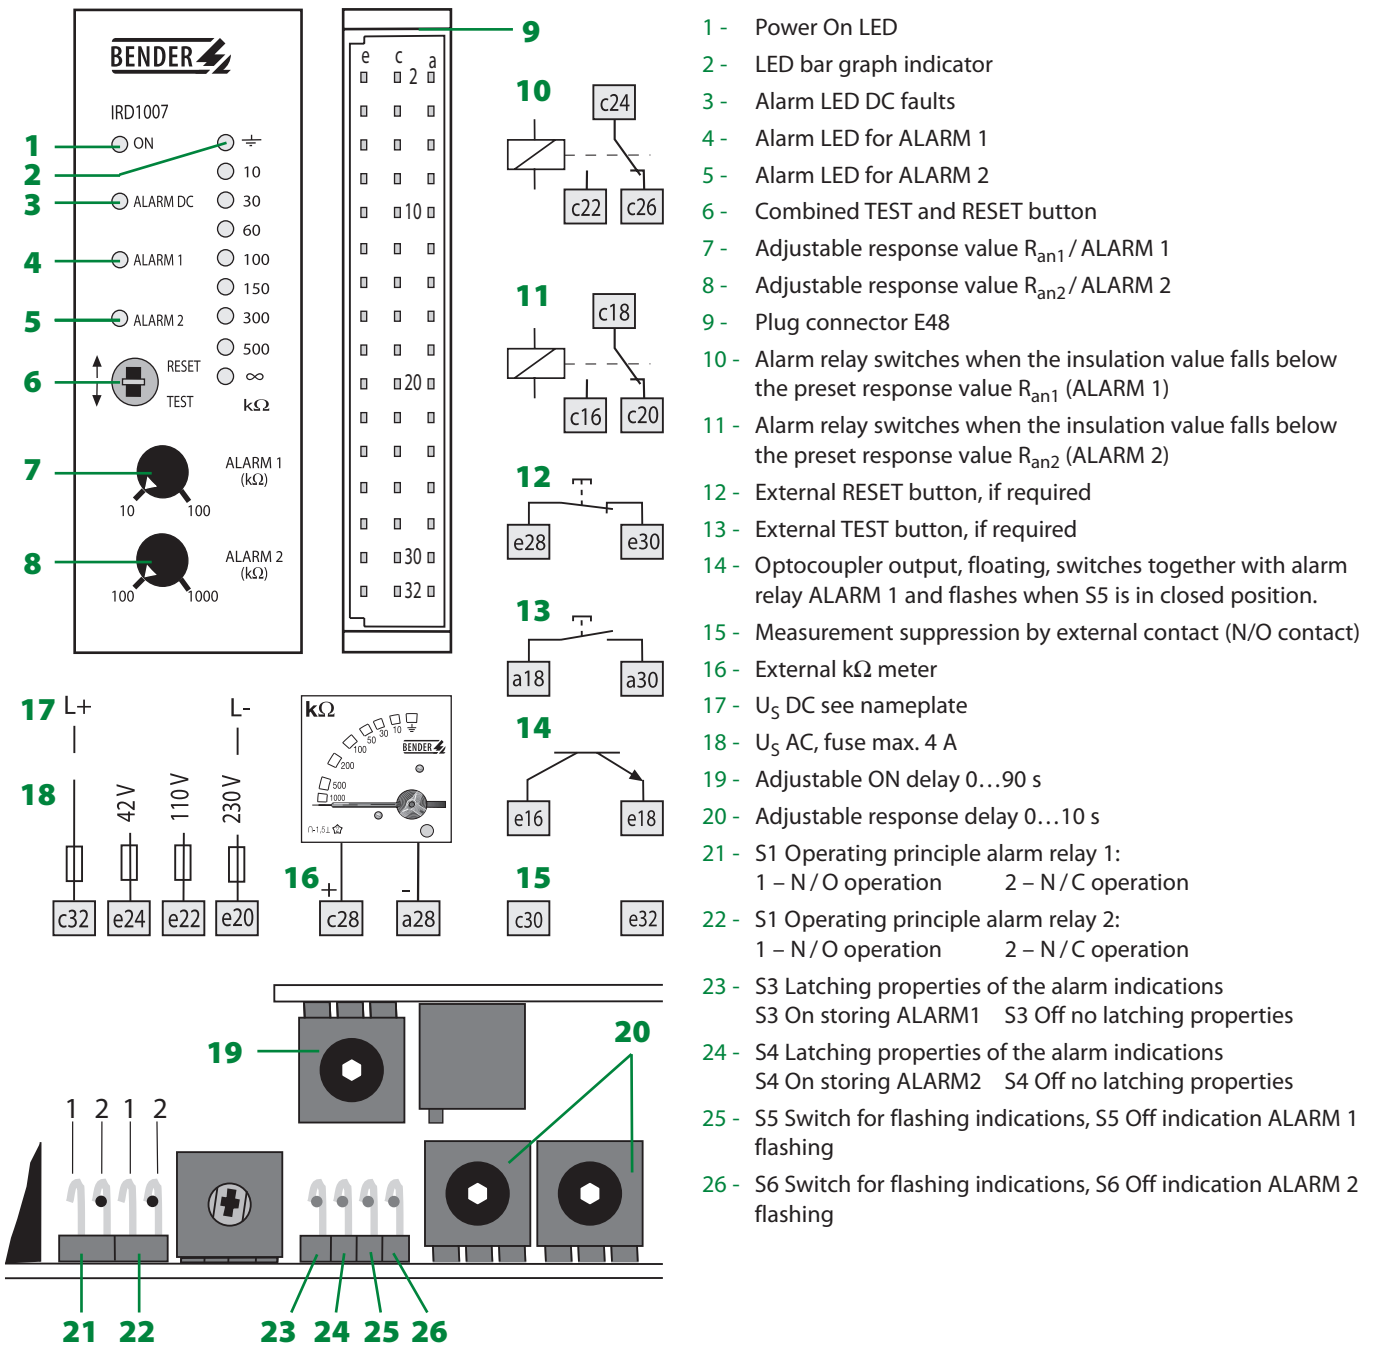 BENDER
IRD1007
1
ON
2
3
ALARM DC
4
ALARM 1
5
ALARM 2
6
RESET
TEST
10
30
60
100
150
300
500
∞
kΩ
7
ALARM 1
(kΩ)
10
100
8
ALARM 2
(kΩ)
100
1000
9
e c a
2
10
20
30
32
10
c24
c22
c26
11
c18
c16
c20
12
e28
e30
13
a18
a30
14
e16
e18
15
c30
e32
17
L+
L-
18
42 V
110 V
230 V
c32
e24
e22
e20
kΩ
1000
500
200
100
50
30
10
BENDER
16
+
-
c28
a28
19
20
1 2 1 2
21
22
23
24
25
26
1 - Power On LED
2 - LED bar graph indicator
3 - Alarm LED DC faults
4 - Alarm LED for ALARM 1
5 - Alarm LED for ALARM 2
6 - Combined TEST and RESET button
7 - Adjustable response value Ran1 / ALARM 1
8 - Adjustable response value Ran2 / ALARM 2
9 - Plug connector E48
10 - Alarm relay switches when the insulation value falls below
the preset response value Ran1 (ALARM 1)
11 - Alarm relay switches when the insulation value falls below
the preset response value Ran2 (ALARM 2)
12 - External RESET button, if required
13 - External TEST button, if required
14 - Optocoupler output, floating, switches together with alarm
relay ALARM 1 and flashes when S5 is in closed position.
15 - Measurement suppression by external contact (N/O contact)
16 - External kΩ meter
17 - US DC see nameplate
18 - US AC, fuse max. 4 A
19 - Adjustable ON delay 0…90 s
20 - Adjustable response delay 0…10 s
21 - S1 Operating principle alarm relay 1:
1 – N / O operation 2 – N / C operation
22 - S1 Operating principle alarm relay 2:
1 – N / O operation 2 – N / C operation
23 - S3 Latching properties of the alarm indications
S3 On storing ALARM1 S3 Off no latching properties
24 - S4 Latching properties of the alarm indications
S4 On storing ALARM2 S4 Off no latching properties
25 - S5 Switch for flashing indications, S5 Off indication ALARM 1
flashing
26 - S6 Switch for flashing indications, S6 Off indication ALARM 2
flashing